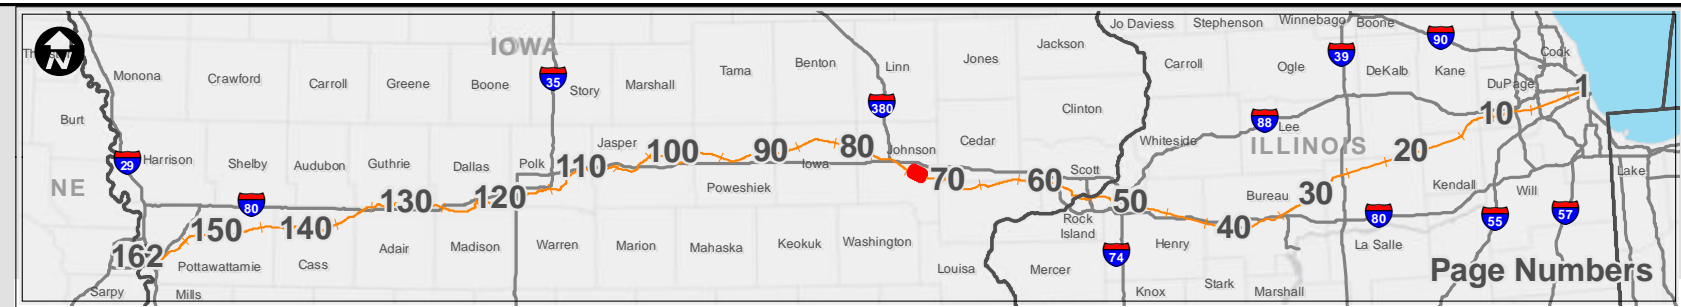 Jo Daviess Stephenson Winnebago Boone
IOWA
N
Monona Crawford Carroll Greene Boone 35 Story Marshall Tama Benton Linn Jones Jackson Carroll Ogle 39 DeKalb 90 Kane Cook
DuPage 1
Burt 380 Clinton 88 Lee Whiteside 10
Harrison Shelby Audubon Guthrie Dallas Polk Jasper 100 90 80 Johnson Cedar ILLINOIS 20
29 110 Iowa Scott Lake
NE 80 130 120 Poweshiek 70 60 50 Bureau 30 Kendall Will
162 150 140 Adair Madison Warren Marion Mahaska Keokuk Washington Rock Island Henry 40 80 La Salle 55 57
Pottawattamie Cass Louisa Mercer 74 Stark Page Numbers
Sarpy Mills Knox Marshall